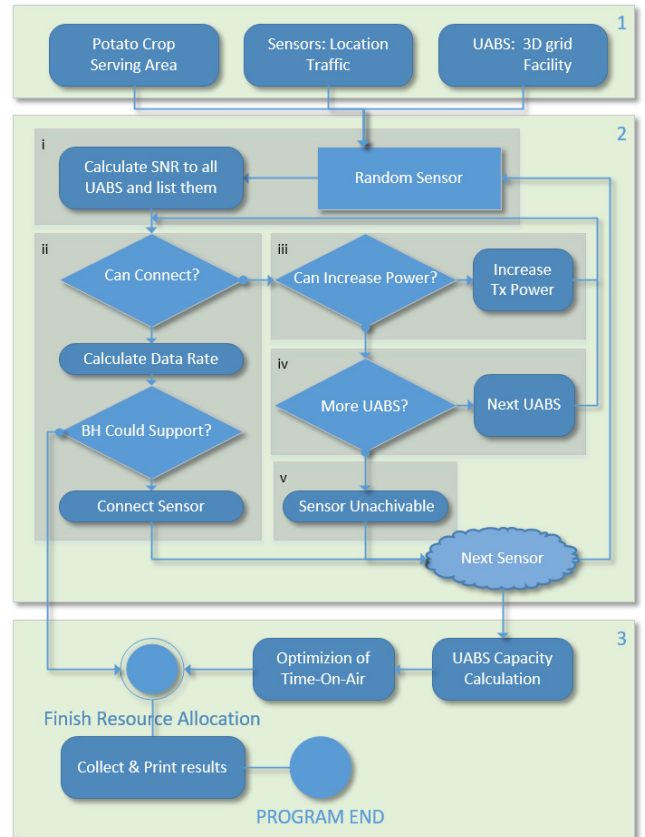 1
Potato Crop
Serving Area
Sensors: Location
Traffic
UABS: 3D grid
Facility
2
i
Calculate SNR to all
UABS and list them
Random Sensor
ii
Can Connect?
iii
Can Increase Power?
Increase
Tx Power
Calculate Data Rate
iv
More UABS?
Next UABS
BH Could Support?
v
Connect Sensor
Sensor Unachivable
Next Sensor
3
Optimizion of
Time-On-Air
UABS Capacity
Calculation
Finish Resource Allocation
Collect & Print results
PROGRAM END